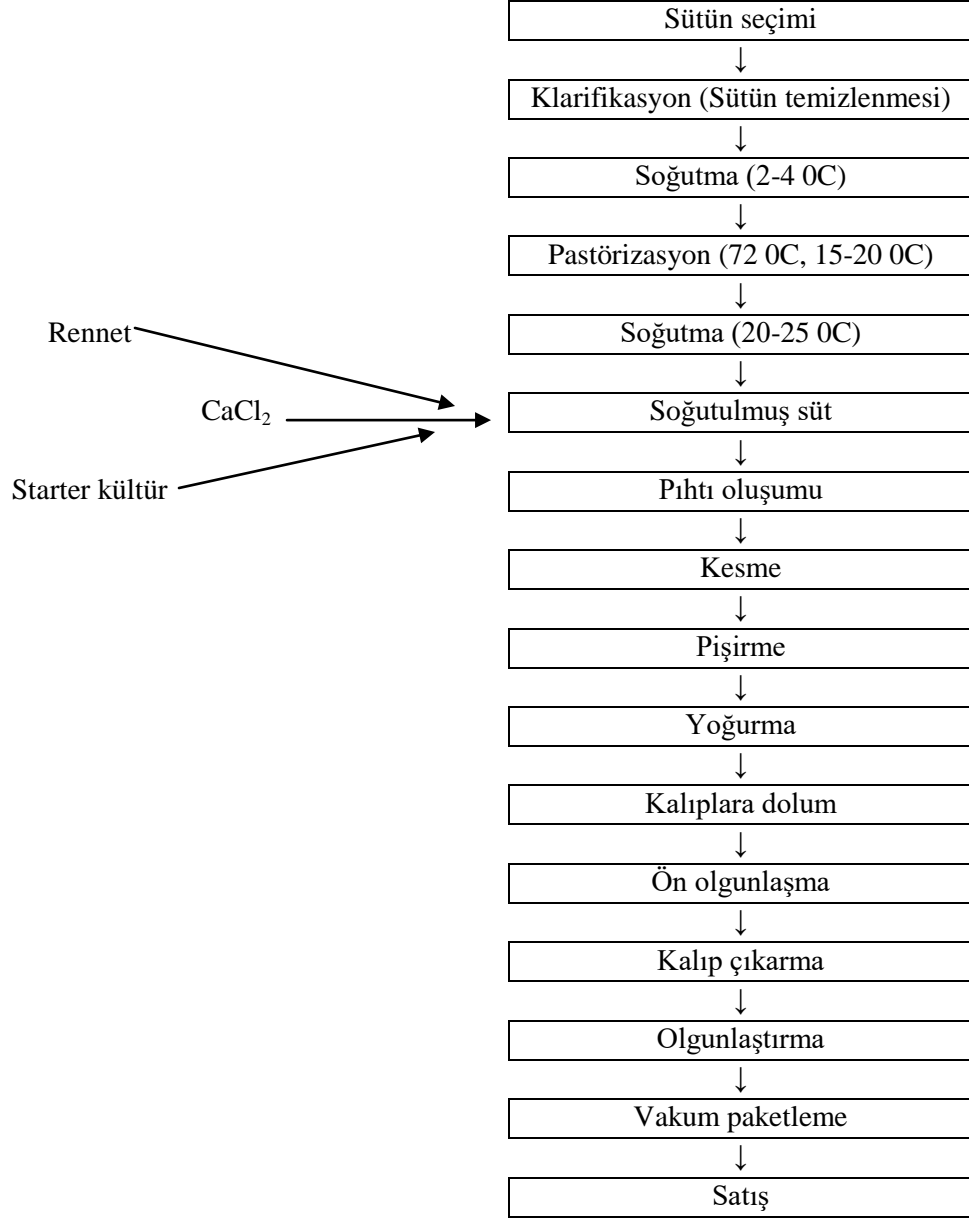 Sütün seçimi
↓
Klarifikasyon (Sütün temizlenmesi)
↓
Soğutma (2-4 0C)
↓
Pastörizasyon (72 0C, 15-20 0C)
↓
Soğutma (20-25 0C)
↓
Rennet
CaCl₂
Starter kültür
Soğutulmuş süt
↓
Pıhtı oluşumu
↓
Kesme
↓
Pişirme
↓
Yoğurma
↓
Kalıplara dolum
↓
Ön olgunlaşma
↓
Kalıp çıkarma
↓
Olgunlaştırma
↓
Vakum paketleme
↓
Satış